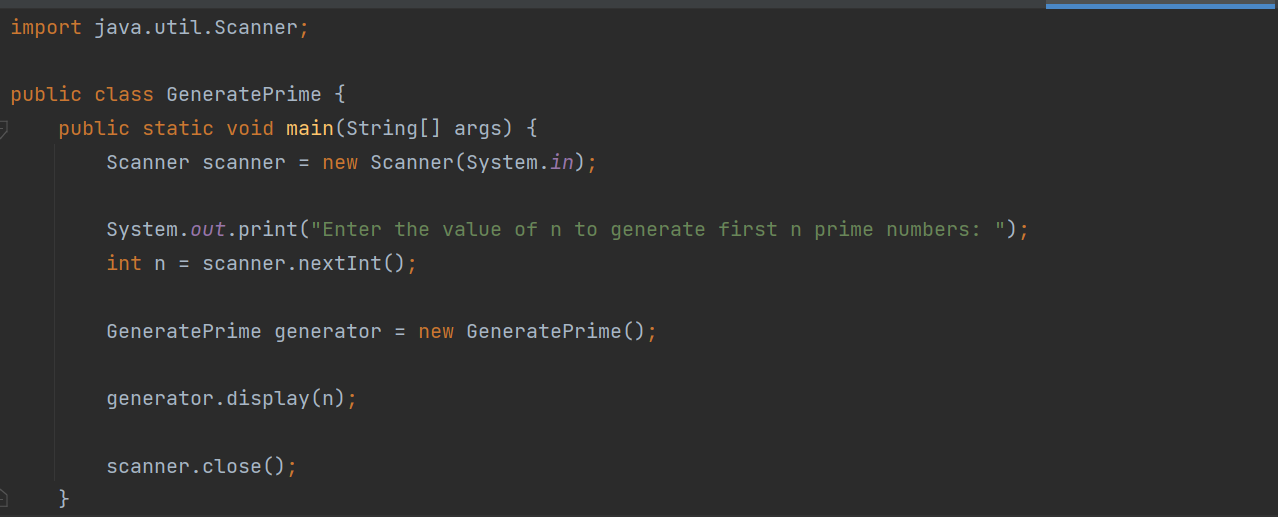 import java.util.Scanner;
public class GeneratePrime {
public static void main(String[] args) {
Scanner scanner = new Scanner(System.in);
System.out.print("Enter the value of n to generate first n prime numbers: ");
int n = scanner.nextInt();
GeneratePrime generator = new GeneratePrime();
generator.display(n);
scanner.close();
}